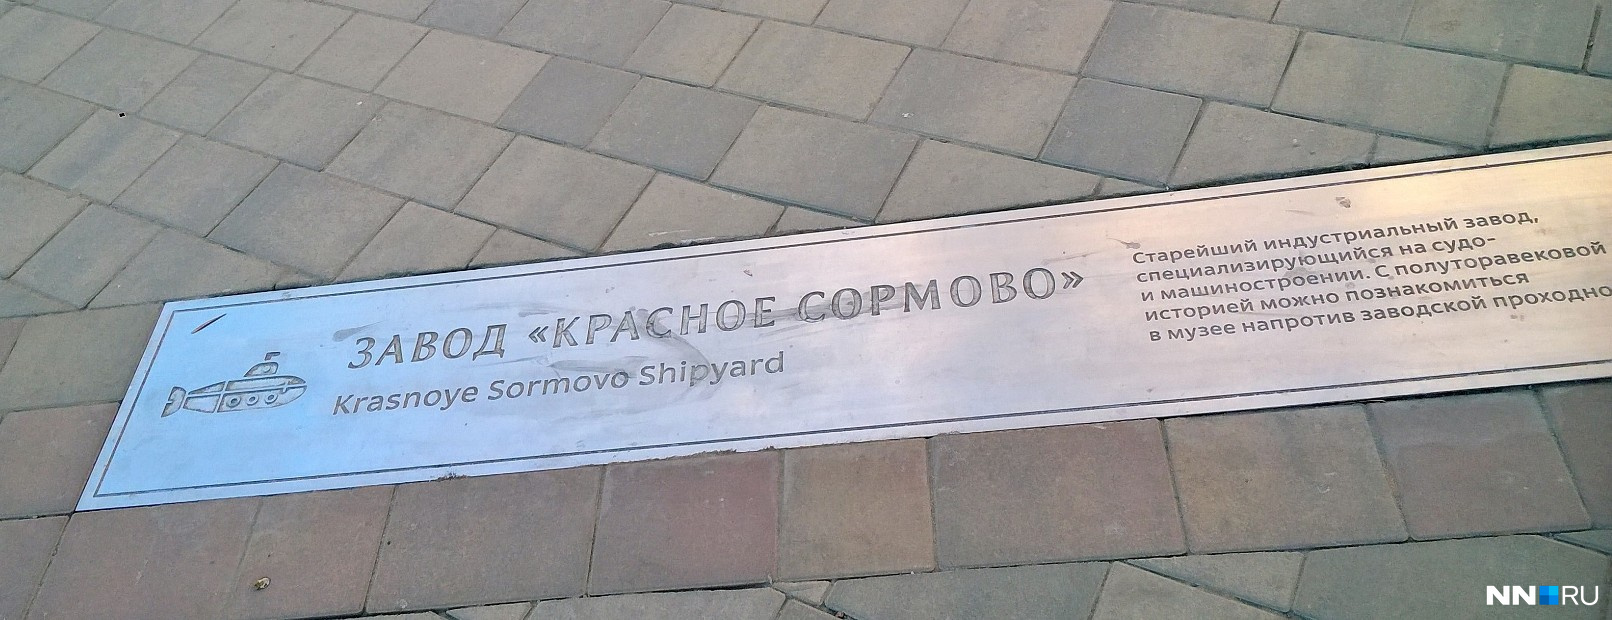 ЗАВОД «КРАСНОЕ СОРМОВО»
Krasnoye Sormovo Shipyard
Старейший индустриальный завод,
специализирующийся на судо-
и машиностроении. С полуторавековой
историей можно познакомиться
в музее напротив заводской проходно
NN RU